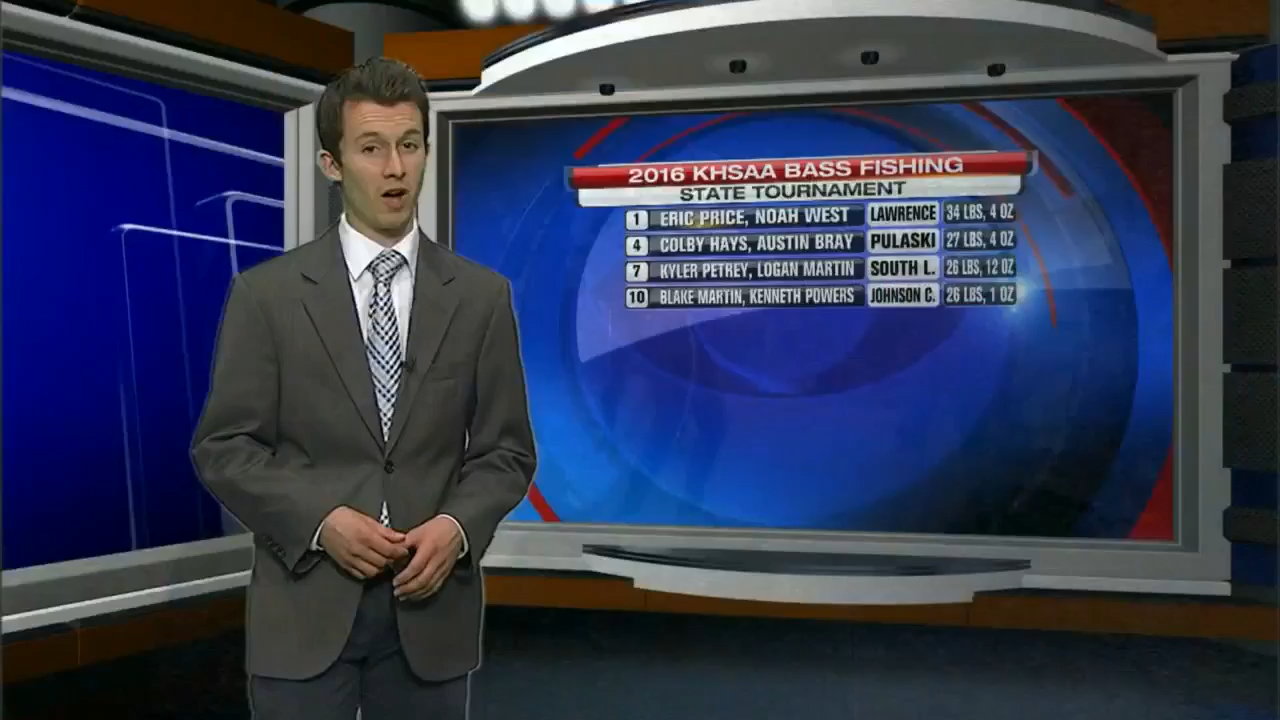 2016 KHSAA BASS FISHING
STATE TOURNAMENT
1 ERIC PRICE, NOAH WEST LAWRENCE 34 LBS, 4 OZ
4 COLBY HAYS, AUSTIN BRAY PULASKI 27 LBS, 4 OZ
7 KYLER PETREY, LOGAN MARTIN SOUTH L. 26 LBS, 12 OZ
10 BLAKE MARTIN, KENNETH POWERS JOHNSON C. 26 LBS, 1 OZ